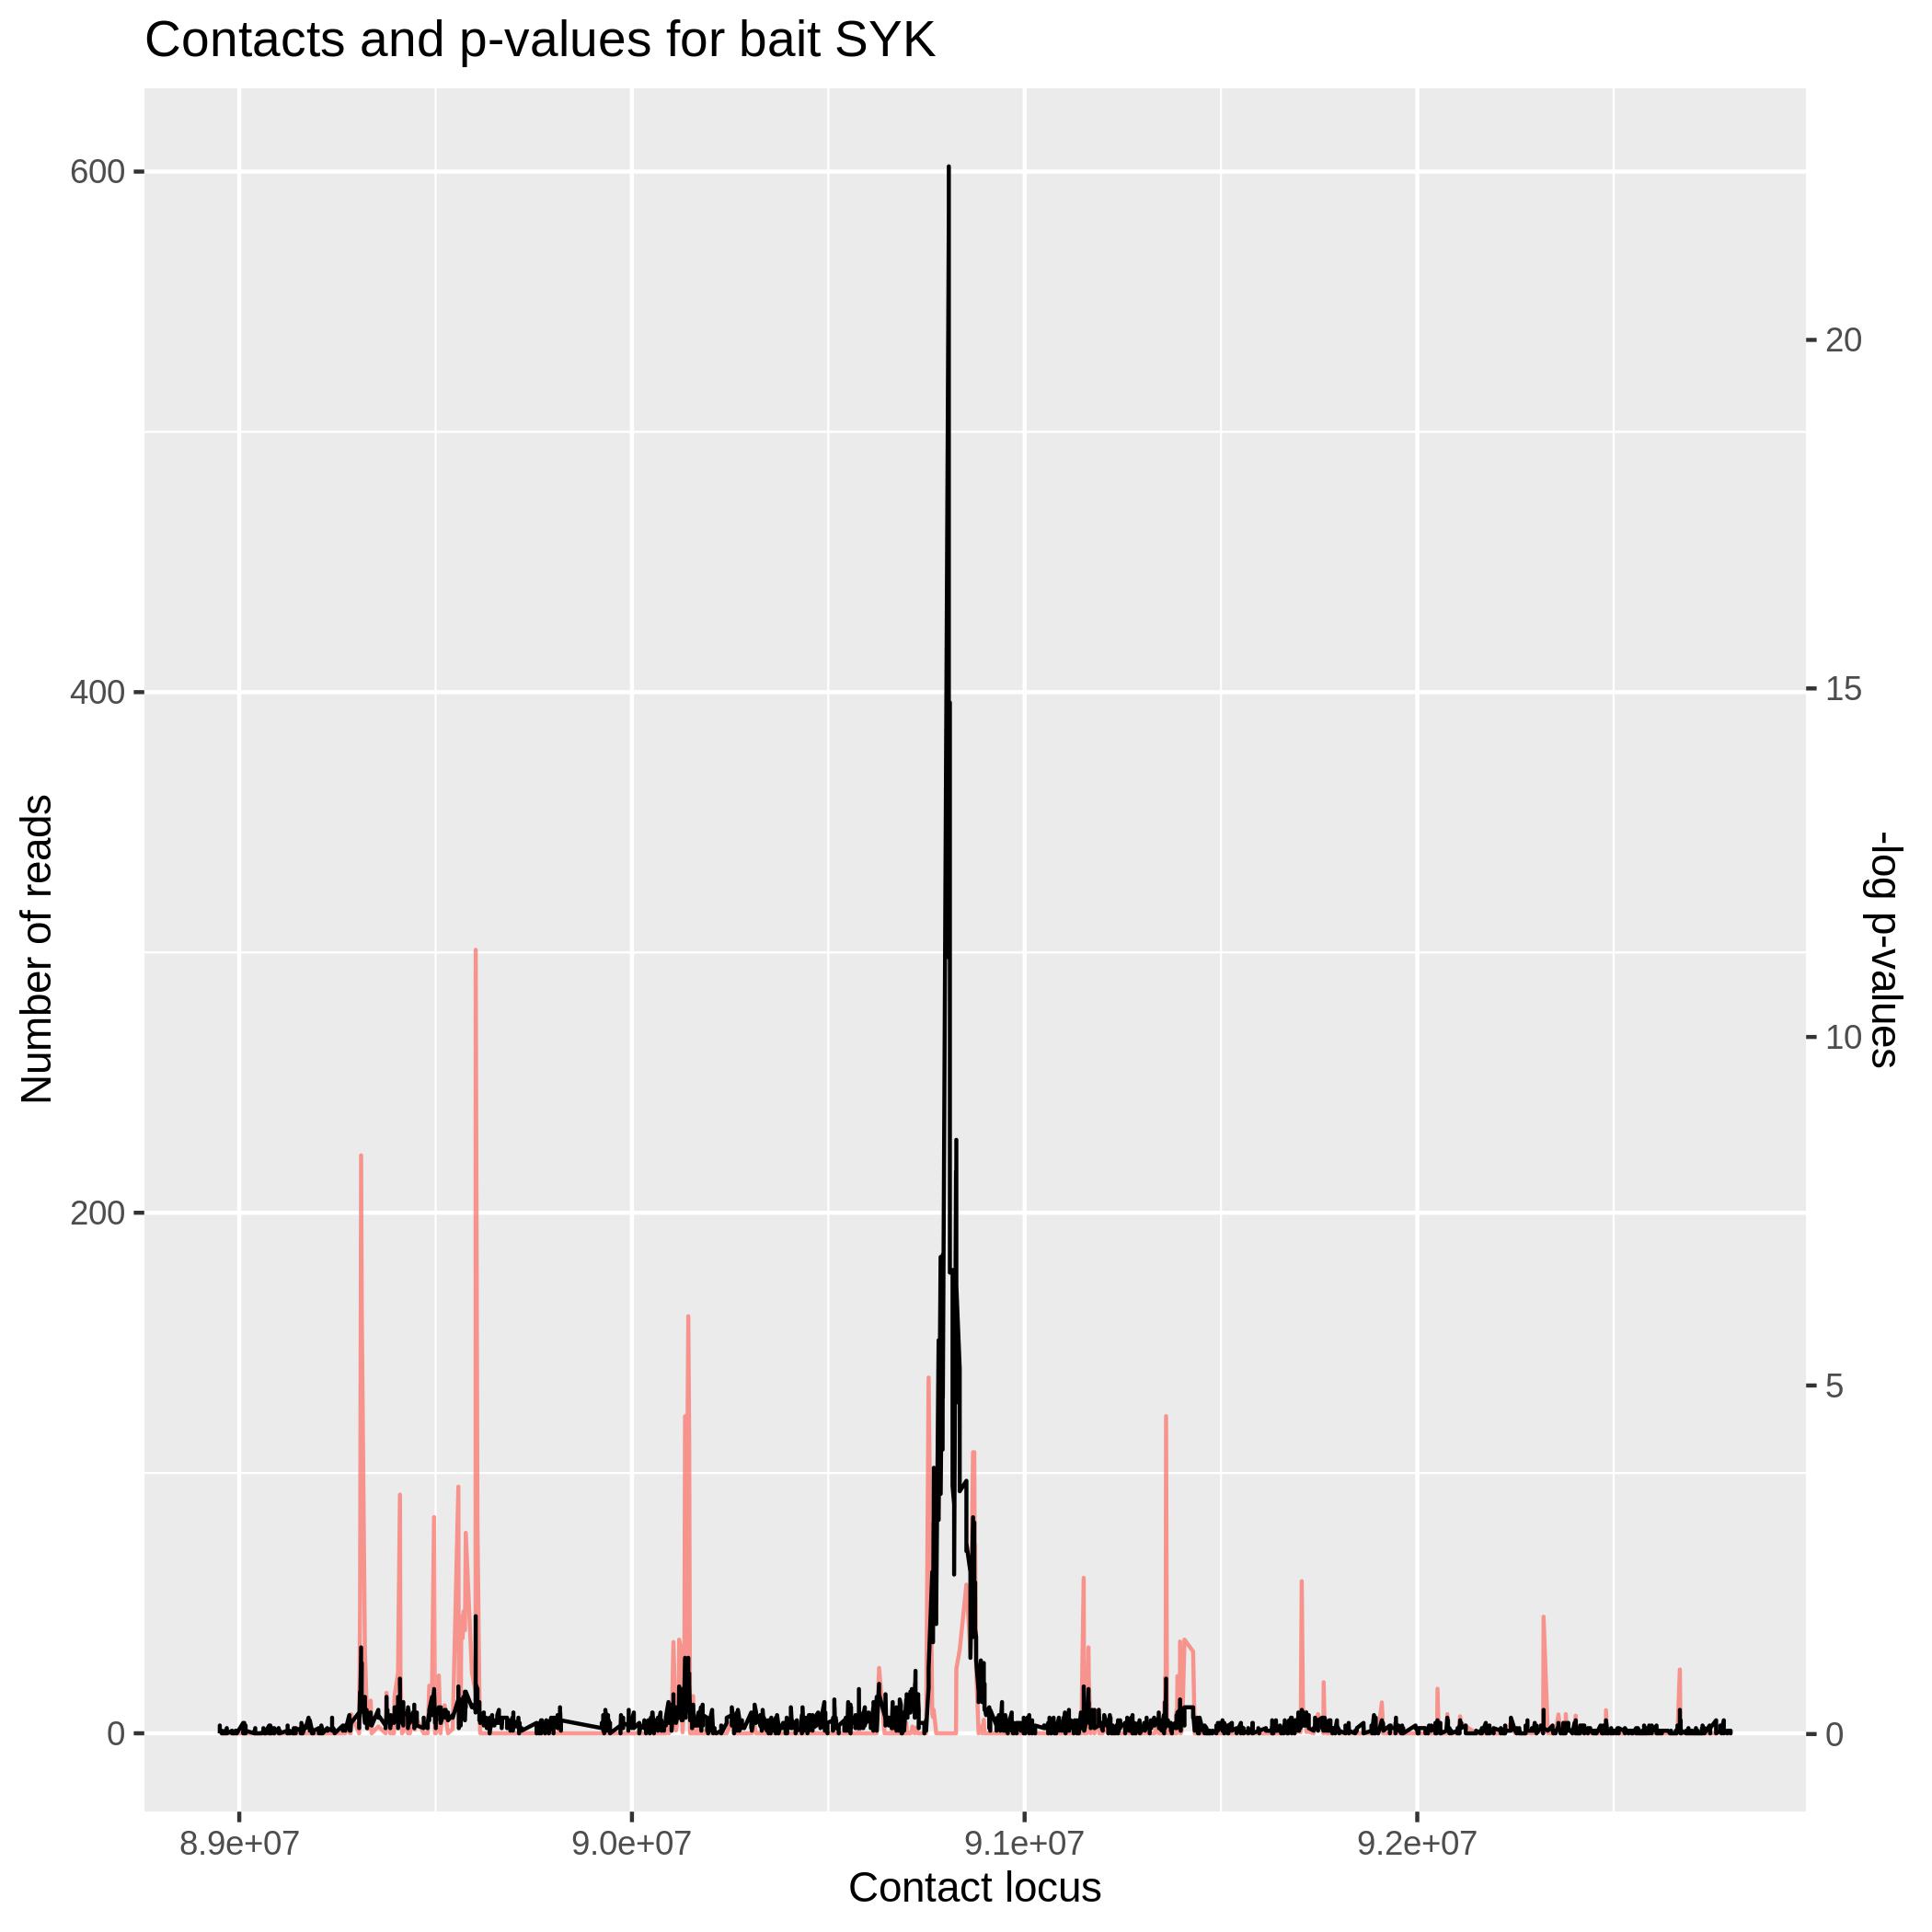 Contacts and p-values for bait SYK
600
400
200
0
Number of reads
20
15
10
5
0
-log p-values
8.9e+07
9.0e+07
9.1e+07
9.2e+07
Contact locus